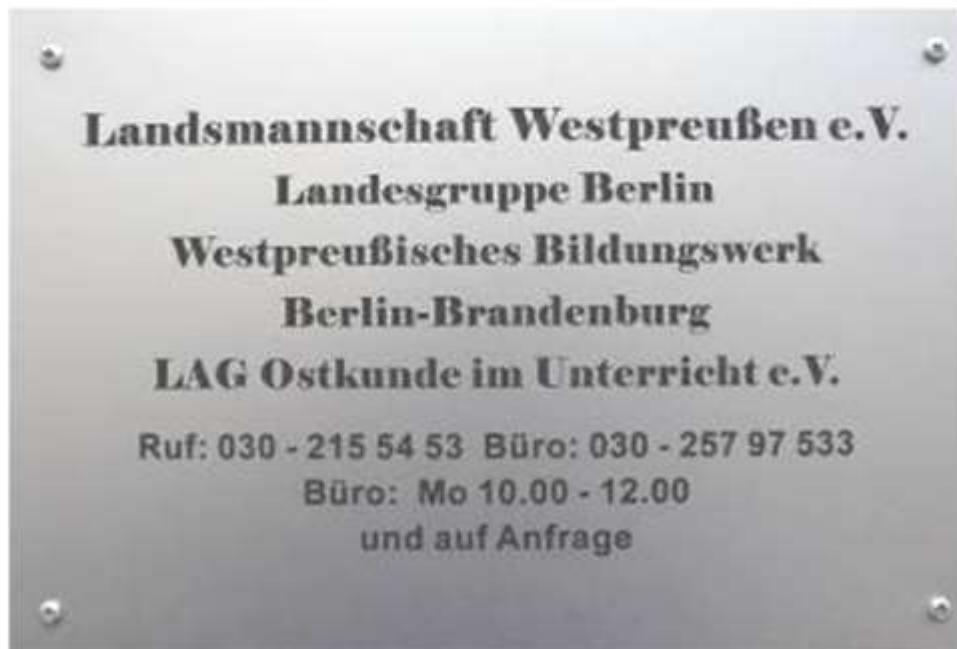 Landsmannschaft Westpreußen e.V.
Landesgruppe Berlin
Westpreußisches Bildungswerk
Berlin-Brandenburg
LAG Ostkunde im Unterricht e.V.
Ruf: 030 - 215 54 53 Büro: 030 - 257 97 533
Büro: Mo 10.00 - 12.00
und auf Anfrage